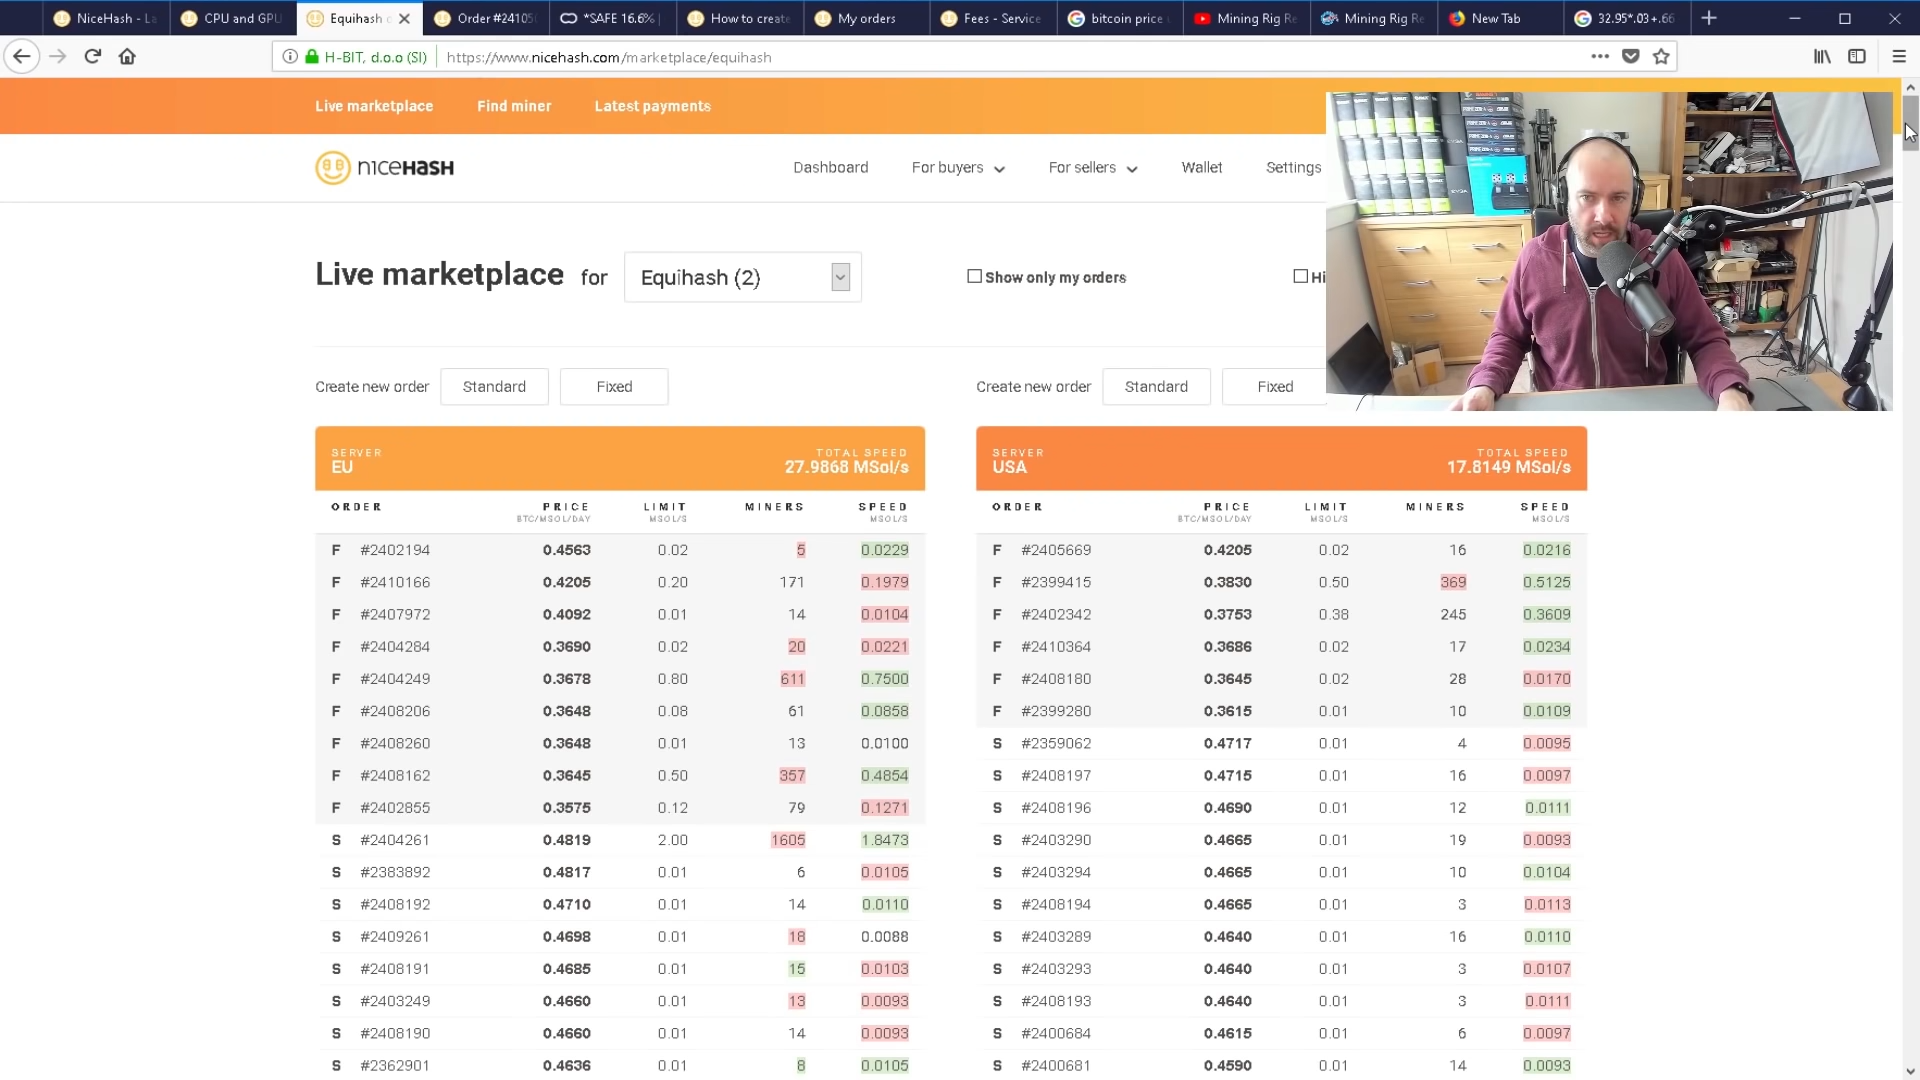 NiceHash - La
CPU and GPU
Equihash o
Order #24105
*SAFE 16.6% |
How to create
My orders
Fees - Service
bitcoin price u
Mining Rig Re
Mining Rig Re
New Tab
32.95*.03+.66
H-BIT, d.o.o (SI)
https://www.nicehash.com/marketplace/equihash
Live marketplace
Find miner
Latest payments
NICEHASH
Dashboard
For buyers
For sellers
Wallet
Settings
Live marketplace for Equihash (2)
Show only my orders
Hi
Create new order Standard Fixed
Create new order Standard Fixed
SERVER TOTAL SPEED
EU 27.9868 MSol/s
ORDER PRICE LIMIT MINERS SPEED
BTC/MSOL/DAY MSOL/S MSOL/S
F #2402194 0.4563 0.02 5 0.0229
F #2410166 0.4205 0.20 171 0.1979
F #2407972 0.4092 0.01 14 0.0104
F #2404284 0.3690 0.02 20 0.0221
F #2404249 0.3678 0.80 611 0.7500
F #2408206 0.3648 0.08 61 0.0858
F #2408260 0.3648 0.01 13 0.0100
F #2408162 0.3645 0.50 357 0.4854
F #2402855 0.3575 0.12 79 0.1271
S #2404261 0.4819 2.00 1605 1.8473
S #2383892 0.4817 0.01 6 0.0105
S #2408192 0.4710 0.01 14 0.0110
S #2409261 0.4698 0.01 18 0.0088
S #2408191 0.4685 0.01 15 0.0103
S #2403249 0.4660 0.01 13 0.0093
S #2408190 0.4660 0.01 14 0.0093
S #2362901 0.4636 0.01 8 0.0105
SERVER TOTAL SPEED
USA 17.8149 MSol/s
ORDER PRICE LIMIT MINERS SPEED
BTC/MSOL/DAY MSOL/S MSOL/S
F #2405669 0.4205 0.02 16 0.0216
F #2399415 0.3830 0.50 369 0.5125
F #2402342 0.3753 0.38 245 0.3609
F #2410364 0.3686 0.02 17 0.0234
F #2408180 0.3645 0.02 28 0.0170
F #2399280 0.3615 0.01 10 0.0109
S #2359062 0.4717 0.01 4 0.0095
S #2408197 0.4715 0.01 16 0.0097
S #2408196 0.4690 0.01 12 0.0111
S #2403290 0.4665 0.01 19 0.0093
S #2403294 0.4665 0.01 10 0.0104
S #2408194 0.4665 0.01 3 0.0113
S #2403289 0.4640 0.01 16 0.0110
S #2403293 0.4640 0.01 3 0.0107
S #2408193 0.4640 0.01 3 0.0111
S #2400684 0.4615 0.01 6 0.0097
S #2400681 0.4590 0.01 14 0.0093